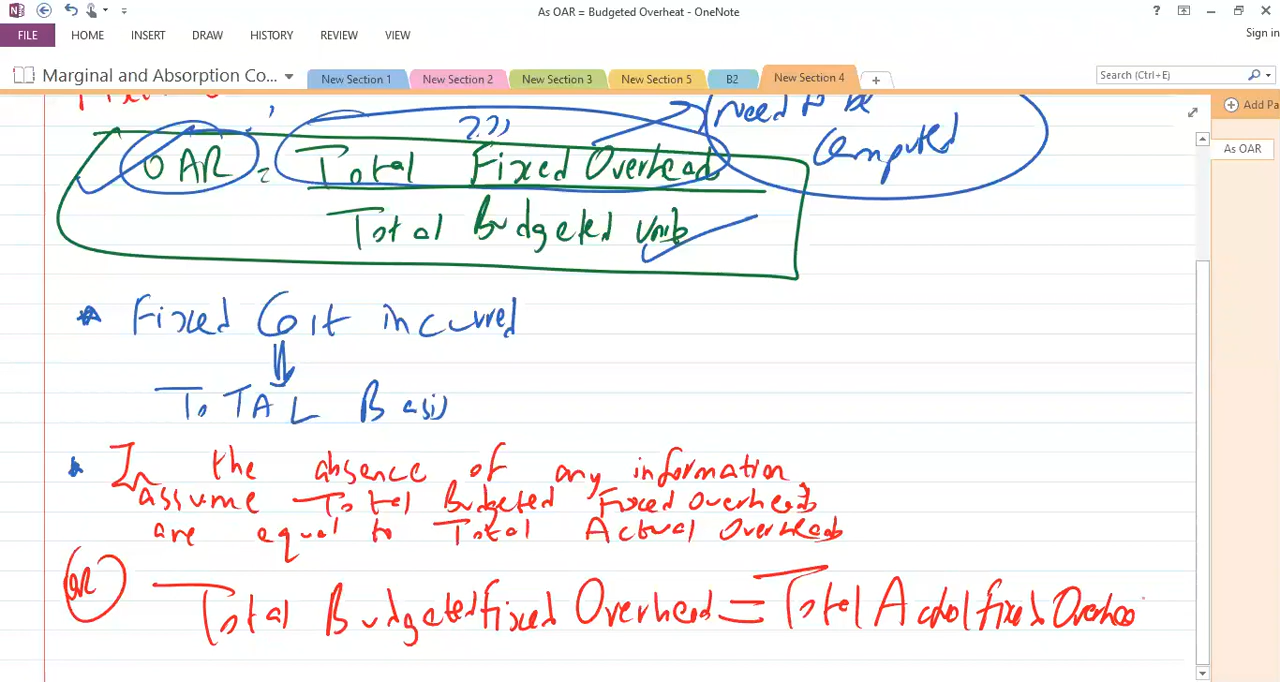 As OAR = Budgeted Overheat - OneNote
Sign in
FILE HOME INSERT DRAW HISTORY REVIEW VIEW
Marginal and Absorption Co... New Section 1 New Section 2 New Section 3 New Section 5 B2 New Section 4 Search (Ctrl+E)
Add Pa
As OAR
need to be
computed
???
OAR = Total Fixed Overhead
Total Budgeted Units
Fixed Cost incurred
TOTAL Basis
In the absence of any information
assume Total Budgeted Fixed Overheads
are equal to Total Actual Overheads
OR Total Budgeted fixed Overhead = Total Actual fixed Overhea